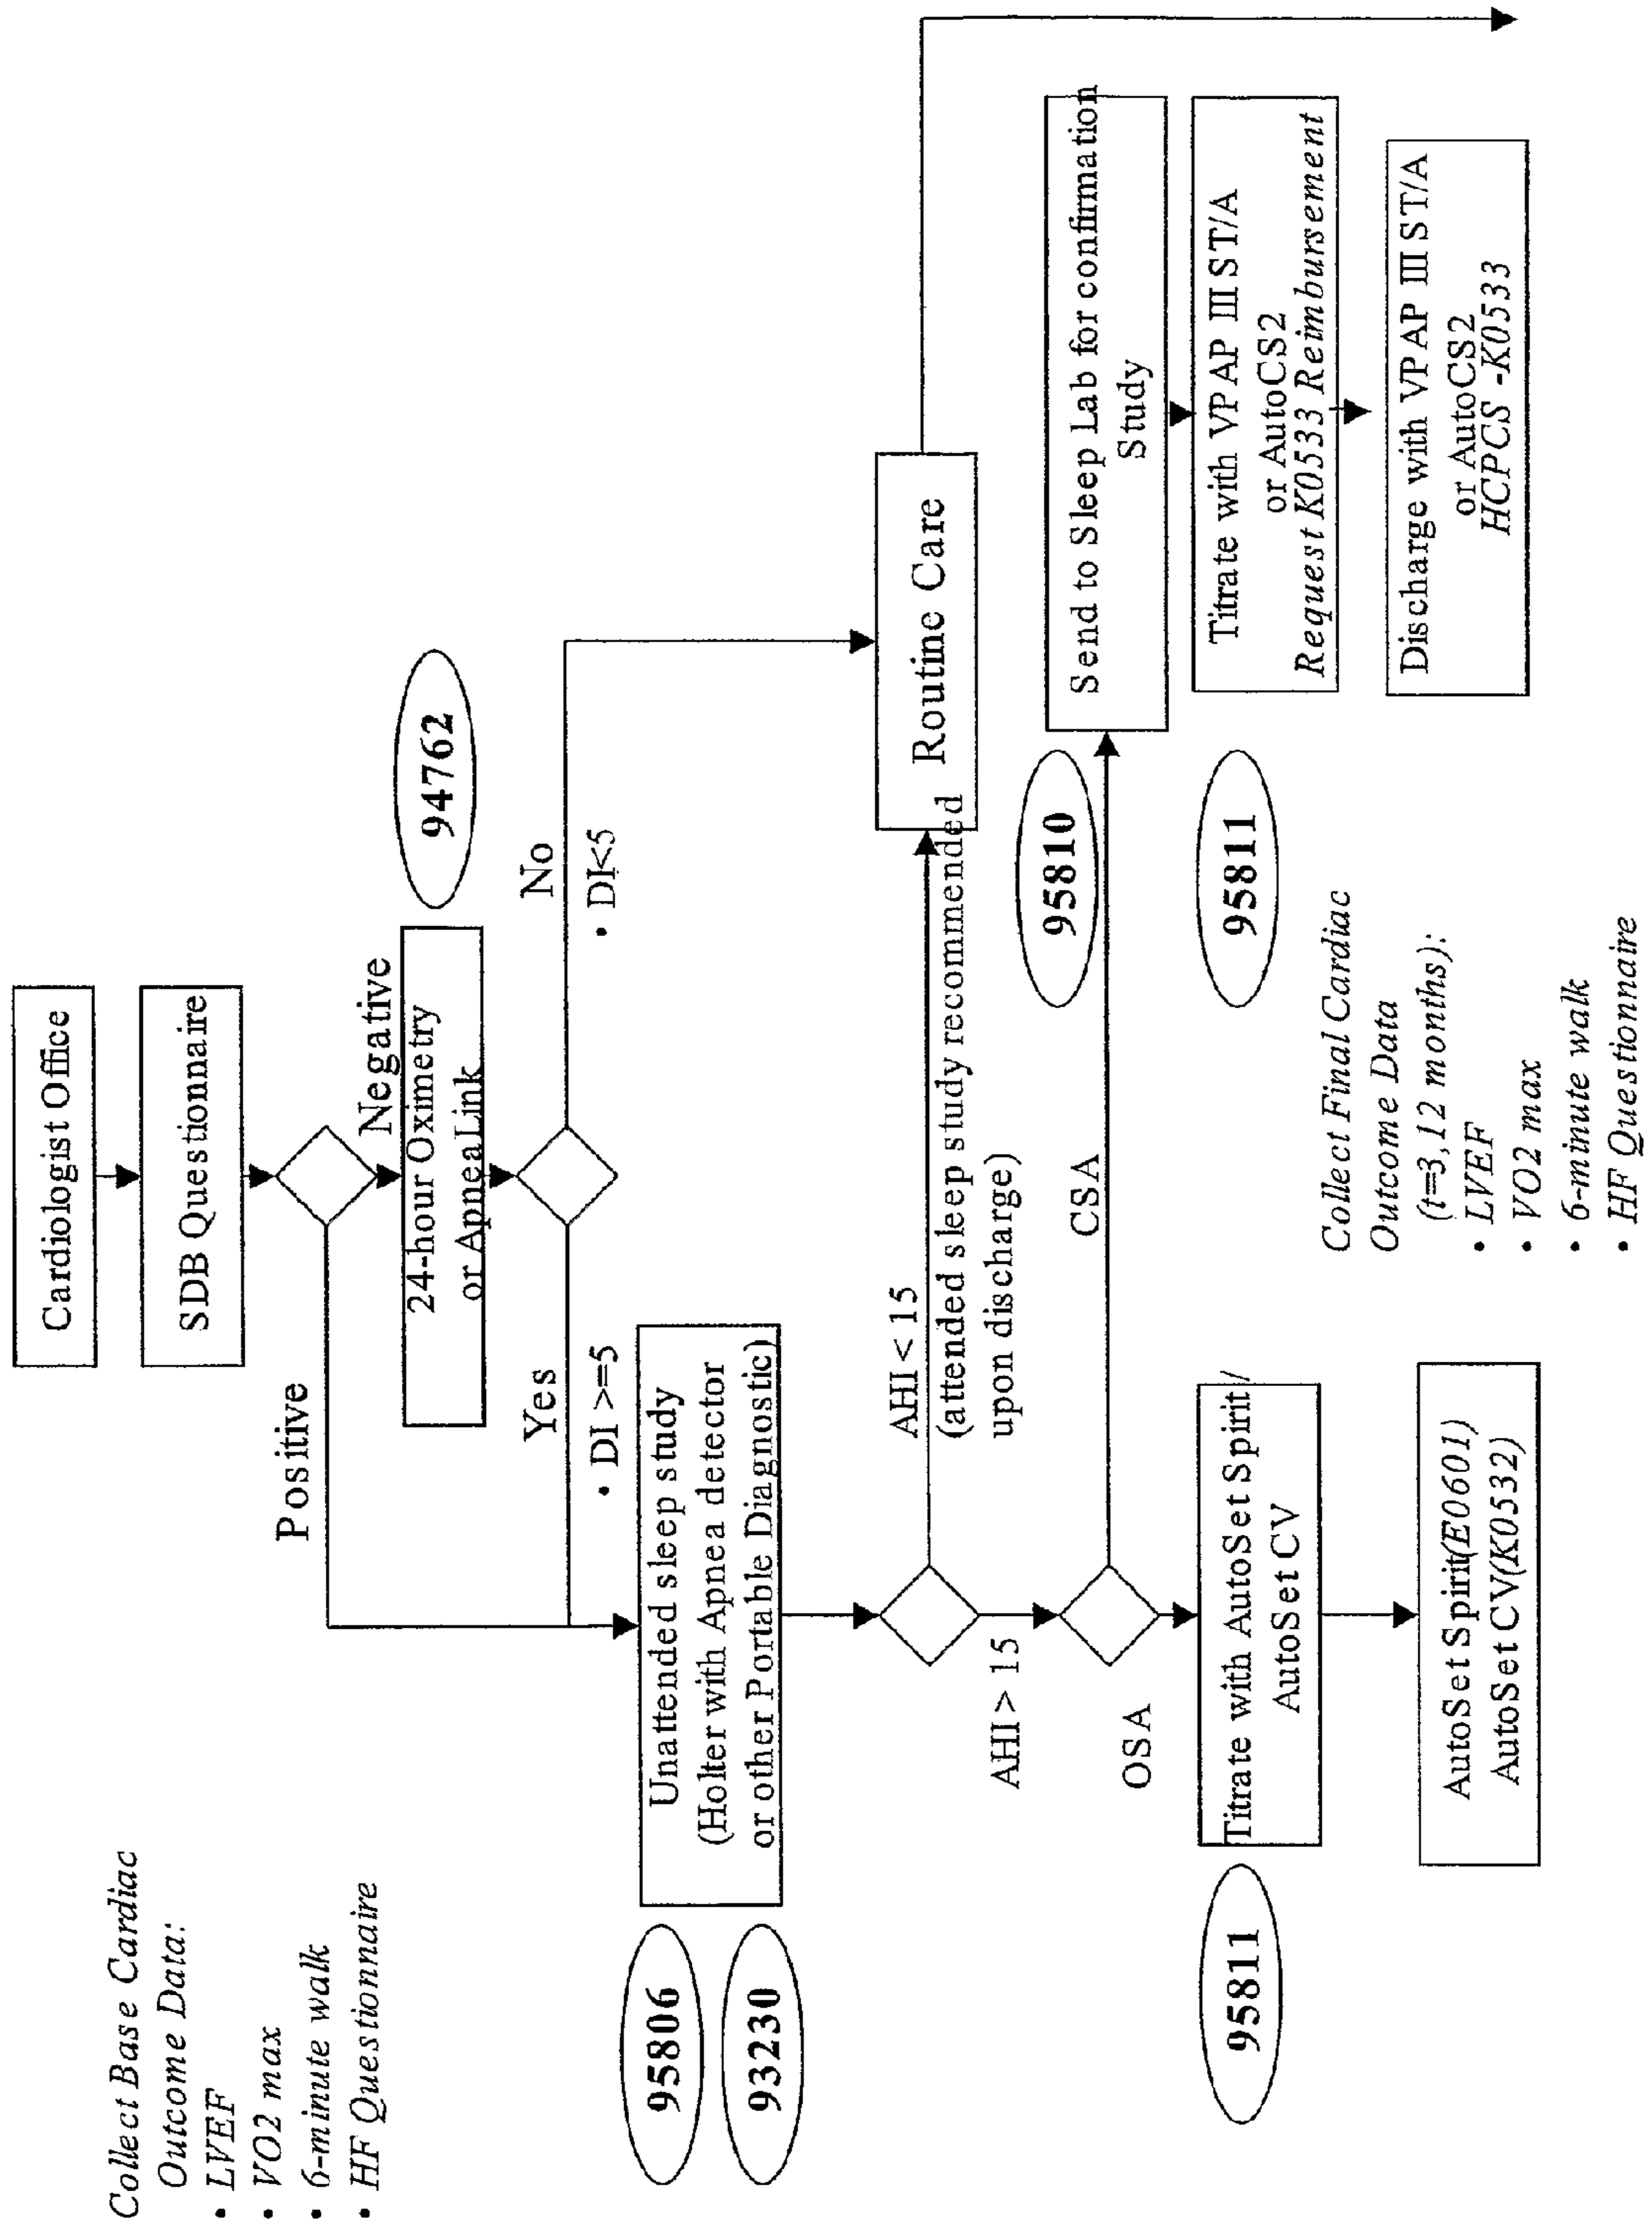 Collect Base Cardiac
Outcome Data:
• LVEF
• VO2 max
• 6-minute walk
• HF Questionnaire
Cardiologist Office
SDB Questionnaire
Positive
Negative
24-hour Oximetry
or ApneaLink
94762
Yes
No
• DI >=5
• DI<5
95806
93230
Unattended sleep study
(Holter with Apnea detector
or other Portable Diagnostic)
Routine Care
AHI < 15
(attended sleep study recommended
upon discharge)
AHI > 15
95810
CSA
Send to Sleep Lab for confirmation
Study
OSA
95811
Titrate with AutoSet Spirit /
AutoSet CV
95811
Titrate with VPAP III ST/A
or AutoCS2
Request K0533 Reimbursement
AutoSet Spirit(E0601)
AutoSet CV(K0532)
Collect Final Cardiac
Outcome Data
(t=3,12 months):
• LVEF
• VO2 max
• 6-minute walk
• HF Questionnaire
Discharge with VPAP III ST/A
or AutoCS2
HCPCS -K0533